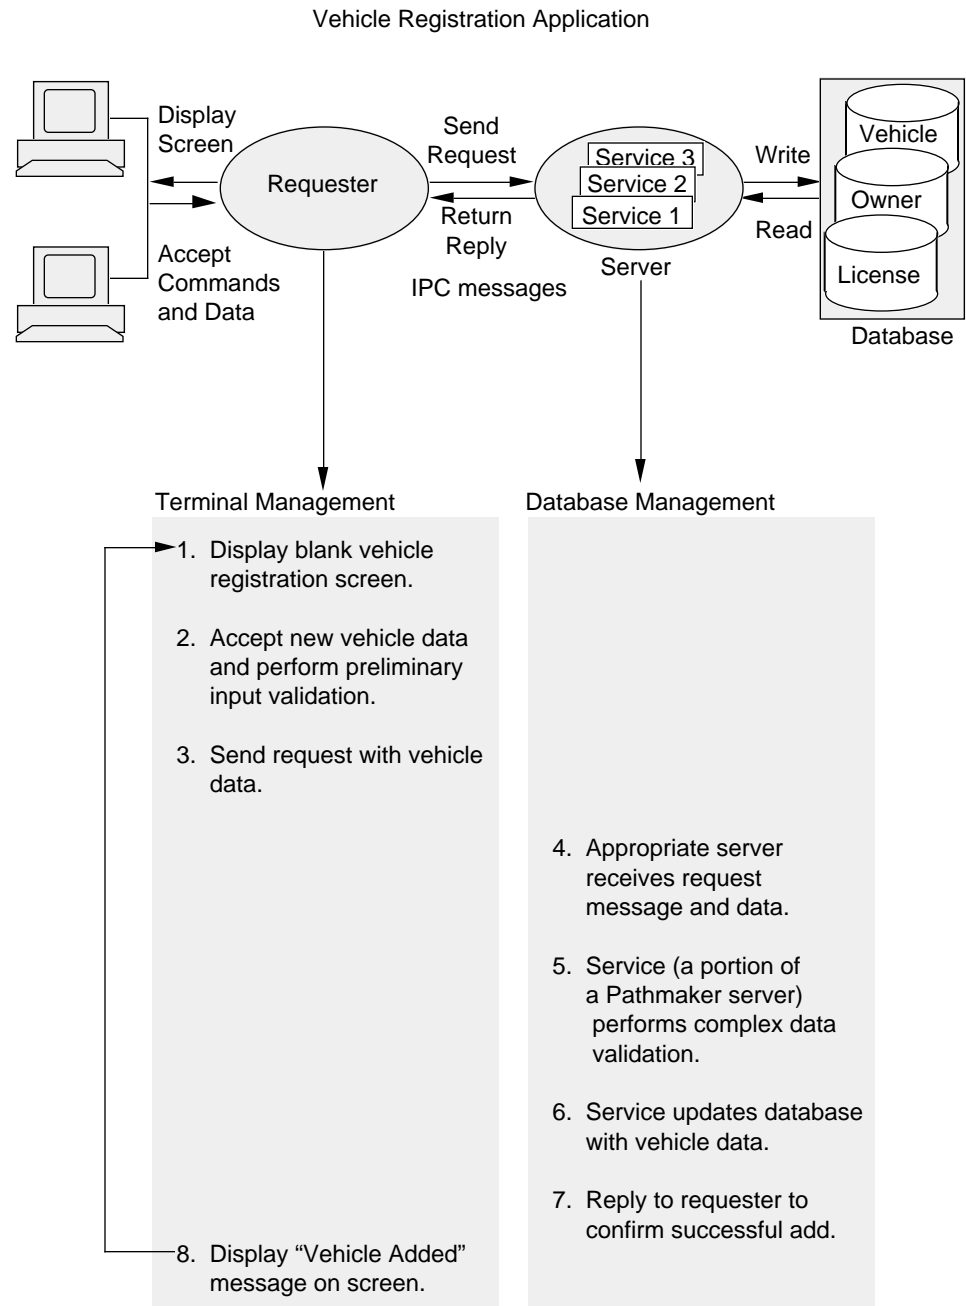 Vehicle Registration Application
Display
Screen
Accept
Commands
and Data
Requester
Send
Request
Return
Reply
IPC messages
Service 3
Service 2
Service 1
Server
Write
Read
Vehicle
Owner
License
Database
Terminal Management
1. Display blank vehicle
registration screen.
2. Accept new vehicle data
and perform preliminary
input validation.
3. Send request with vehicle
data.
Database Management
4. Appropriate server
receives request
message and data.
5. Service (a portion of
a Pathmaker server)
performs complex data
validation.
6. Service updates database
with vehicle data.
7. Reply to requester to
confirm successful add.
8. Display “Vehicle Added”
message on screen.